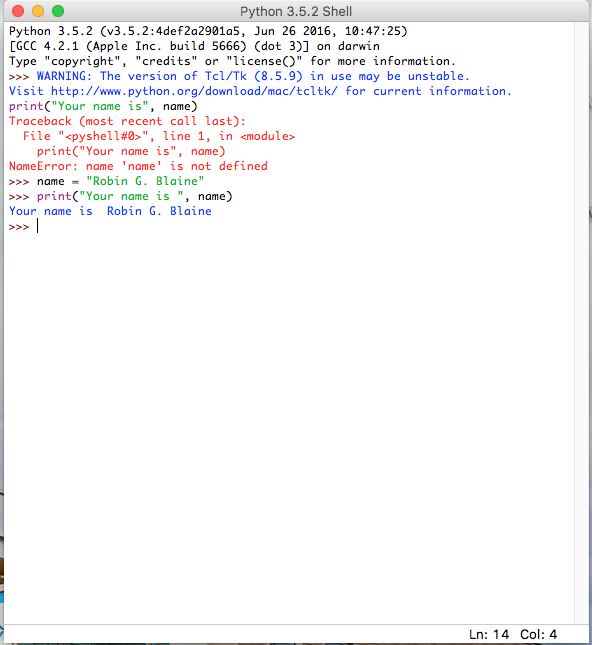 Python 3.5.2 Shell
Python 3.5.2 (v3.5.2:4def2a2901a5, Jun 26 2016, 10:47:25)
[GCC 4.2.1 (Apple Inc. build 5666) (dot 3)] on darwin
Type "copyright", "credits" or "license()" for more information.
>>> WARNING: The version of Tcl/Tk (8.5.9) in use may be unstable.
Visit http://www.python.org/download/mac/tcltk/ for current information.
print("Your name is", name)
Traceback (most recent call last):
  File "<pyshell#0>", line 1, in <module>
    print("Your name is", name)
NameError: name 'name' is not defined
>>> name = "Robin G. Blaine"
>>> print("Your name is ", name)
Your name is  Robin G. Blaine
>>>
Ln: 14 Col: 4